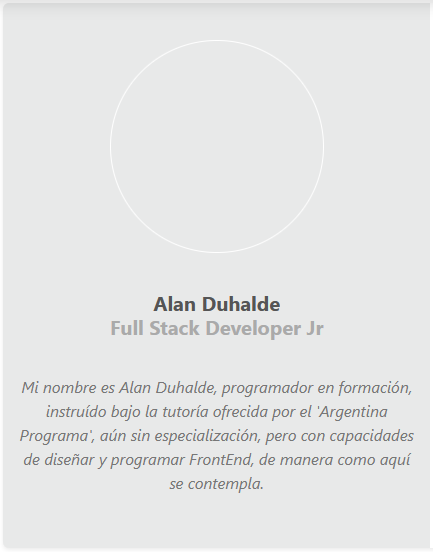 Alan Duhalde
Full Stack Developer Jr
Mi nombre es Alan Duhalde, programador en formación,
instruído bajo la tutoría ofrecida por el 'Argentina
Programa', aún sin especialización, pero con capacidades
de diseñar y programar FrontEnd, de manera como aquí
se contempla.